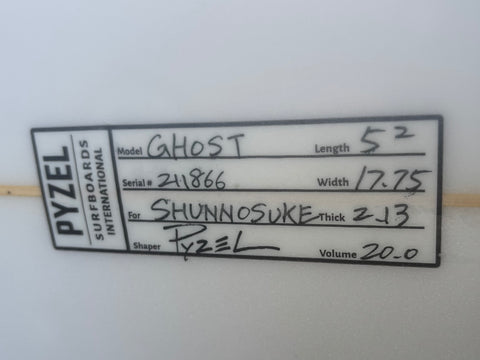 PYZEL
SURFBOARDS
INTERNATIONAL
Model GHOST Length 5 2
Serial # 211866 Width 17.75
For SHUNNOSUKE Thick 2.13
Shaper PYZEL Volume 20.0